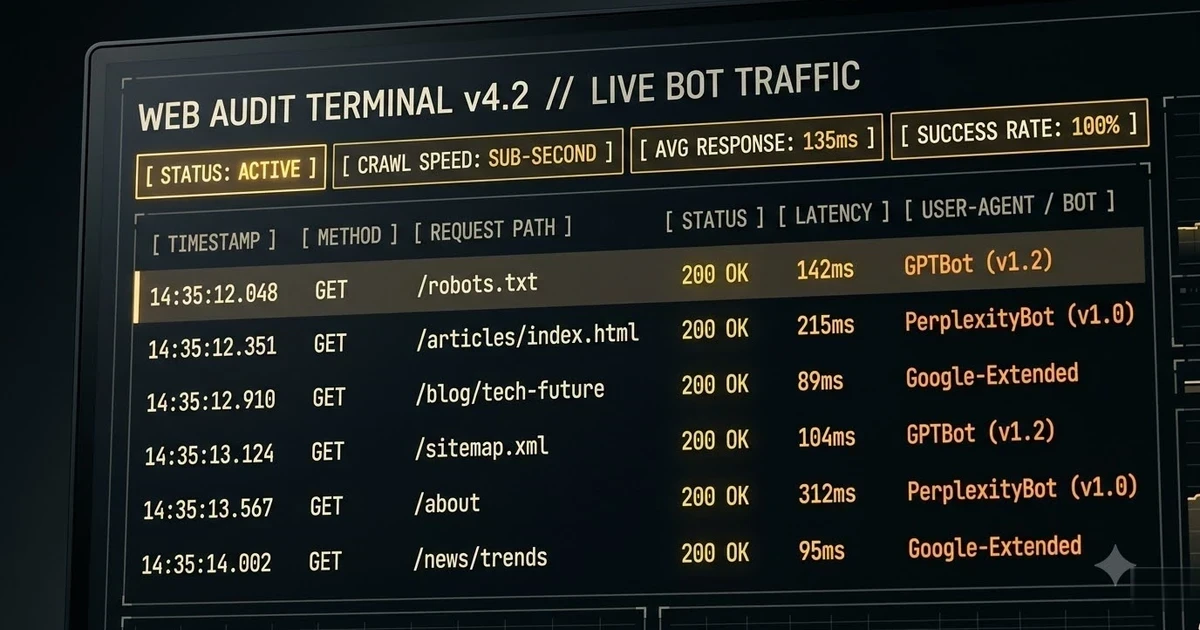 WEB AUDIT TERMINAL v4.2 // LIVE BOT TRAFFIC
[ STATUS: ACTIVE ] [ CRAWL SPEED: SUB-SECOND ] [ AVG RESPONSE: 135ms ] [ SUCCESS RATE: 100% ]
[ TIMESTAMP ] [ METHOD ] [ REQUEST PATH ] [ STATUS ] [ LATENCY ] [ USER-AGENT / BOT ]
14:35:12.048 GET /robots.txt 200 OK 142ms GPTBot (v1.2)
14:35:12.351 GET /articles/index.html 200 OK 215ms PerplexityBot (v1.0)
14:35:12.910 GET /blog/tech-future 200 OK 89ms Google-Extended
14:35:13.124 GET /sitemap.xml 200 OK 104ms GPTBot (v1.2)
14:35:13.567 GET /about 200 OK 312ms PerplexityBot (v1.0)
14:35:14.002 GET /news/trends 200 OK 95ms Google-Extended